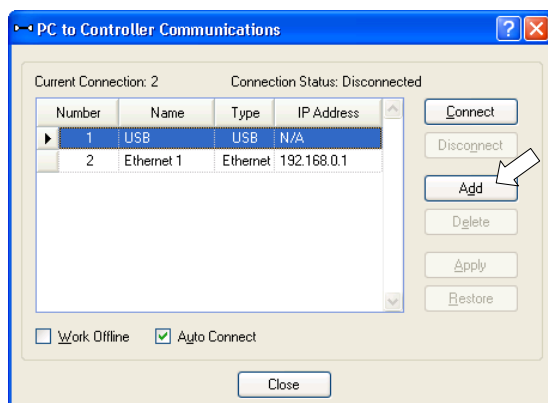 PC to Controller Communications
Current Connection: 2 Connection Status: Disconnected
Number Name Type IP Address
1 USB USB N/A
2 Ethernet 1 Ethernet 192.168.0.1
Connect
Disconnect
Add
Delete
Apply
Restore
Work Offline Auto Connect
Close